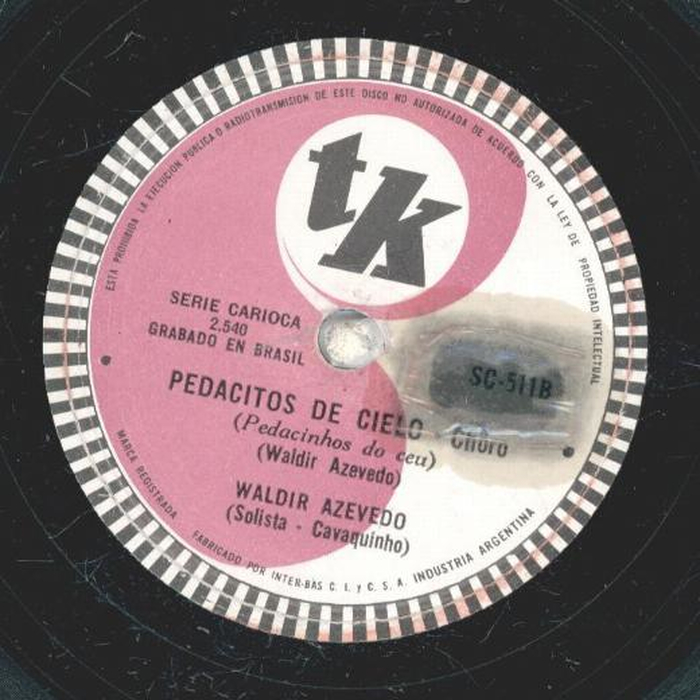 ESTA PROHIBIDA LA EJECUCION PUBLICA O RADIOTRANSMISION DE ESTE DISCO NO AUTORIZADA DE ACUERDO CON LA LEY DE PROPIEDAD INTELECTUAL
tk
SERIE CARIOCA
2.540
GRABADO EN BRASIL
SC-511B
PEDACITOS DE CIELO - Choro
(Pedacinhos do ceu)
(Waldir Azevedo)
WALDIR AZEVEDO
(Solista - Cavaquinho)
MARCA REGISTRADA
FABRICADO POR INTER-BAS C. I. y C. S. A. INDUSTRIA ARGENTINA